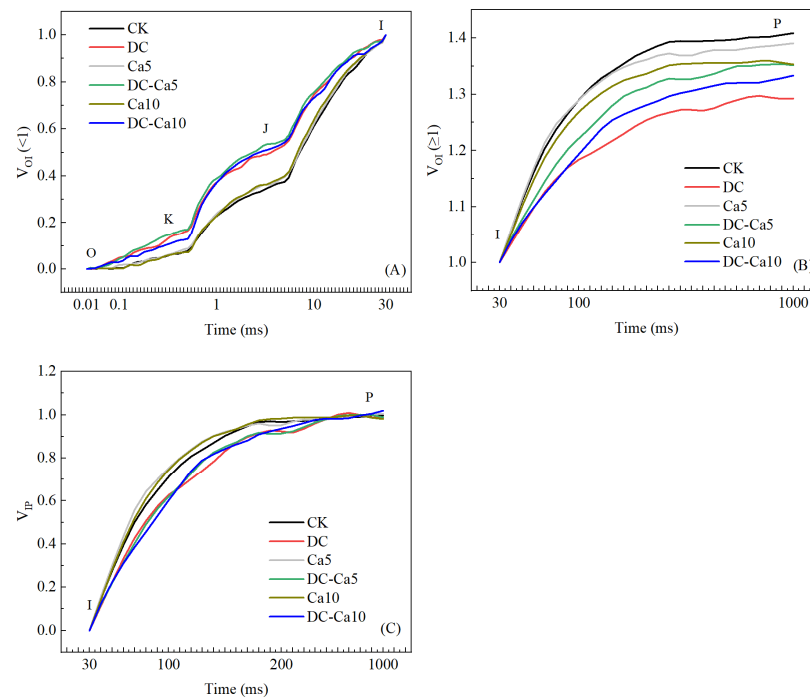 1.0
0.8
0.6
0.4
0.2
0.0
V_OI (<1)
CK
DC
Ca5
DC-Ca5
Ca10
DC-Ca10
O
K
J
I
(A)
0.01 0.1 1 10 30
Time (ms)
1.4
1.3
1.2
1.1
1.0
V_OI (≥1)
P
I
CK
DC
Ca5
DC-Ca5
Ca10
DC-Ca10
(B)
30 100 1000
Time (ms)
1.2
1.0
0.8
0.6
0.4
0.2
0.0
V_IP
P
I
CK
DC
Ca5
DC-Ca5
Ca10
DC-Ca10
(C)
30 100 200 1000
Time (ms)